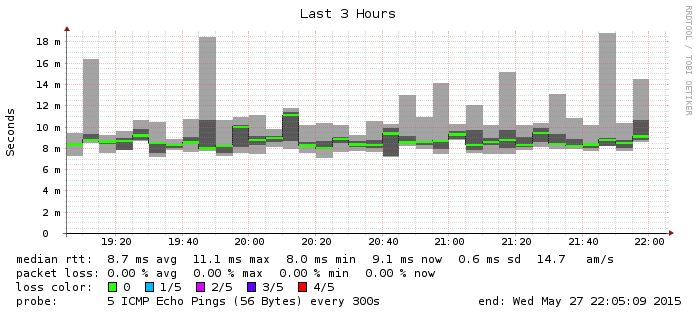 Last 3 Hours
RRDTOOL / TOBI OETIKER
Seconds
18 m
16 m
14 m
12 m
10 m
8 m
6 m
4 m
2 m
0
19:20 19:40 20:00 20:20 20:40 21:00 21:20 21:40 22:00
median rtt: 8.7 ms avg 11.1 ms max 8.0 ms min 9.1 ms now 0.6 ms sd 14.7 am/s
packet loss: 0.00 % avg 0.00 % max 0.00 % min 0.00 % now
loss color: 0 1/5 2/5 3/5 4/5
probe: 5 ICMP Echo Pings (56 Bytes) every 300s end: Wed May 27 22:05:09 2015